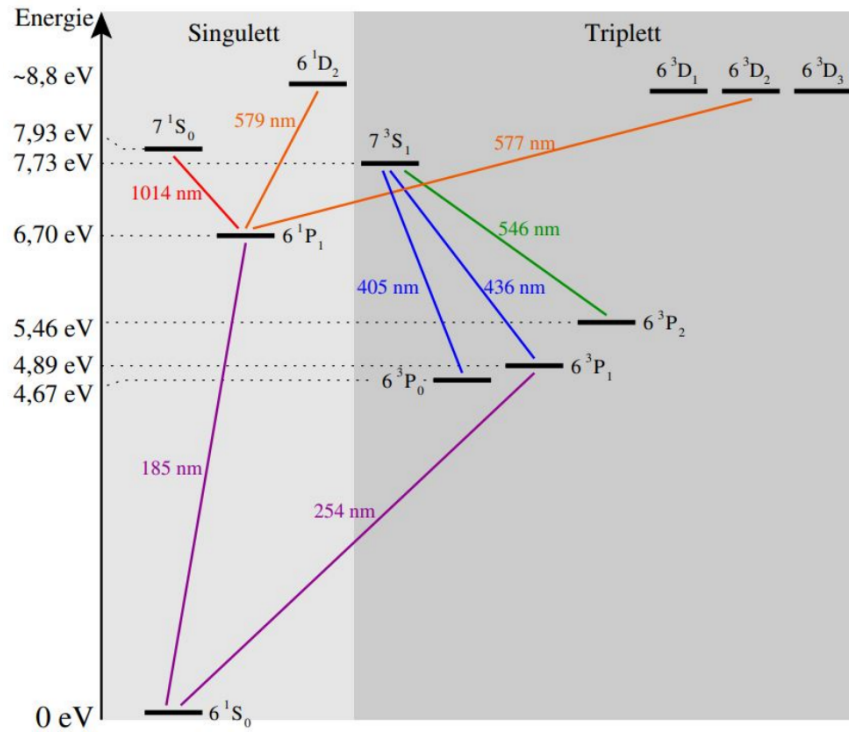 Energie
Singulett
Triplett
~8,8 eV
6 ¹D₂
6 ³D₁ 6 ³D₂ 6 ³D₃
7,93 eV
7 ¹S₀
579 nm
7 ³S₁
577 nm
7,73 eV
1014 nm
6,70 eV
6 ¹P₁
546 nm
405 nm
436 nm
5,46 eV
6 ³P₂
4,89 eV
6 ³P₁
4,67 eV
6 ³P₀
185 nm
254 nm
0 eV
6 ¹S₀